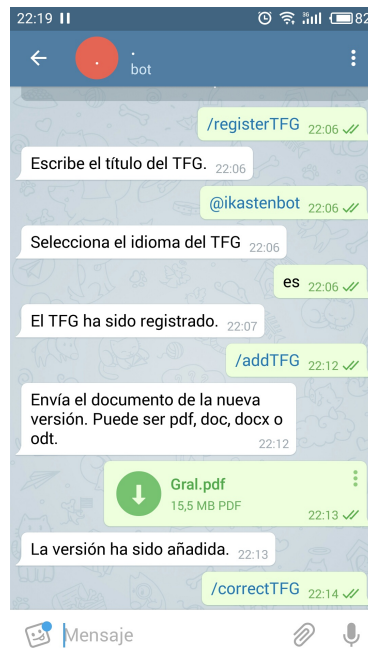 22:19
36
82
.
.
bot
/registerTFG 22:06
Escribe el título del TFG. 22:06
@ikastenbot 22:06
Selecciona el idioma del TFG 22:06
es 22:06
El TFG ha sido registrado. 22:07
/addTFG 22:12
Envía el documento de la nueva
versión. Puede ser pdf, doc, docx o
odt. 22:12
Gral.pdf
15,5 MB PDF
22:13
La versión ha sido añadida. 22:13
/correctTFG 22:14
Mensaje